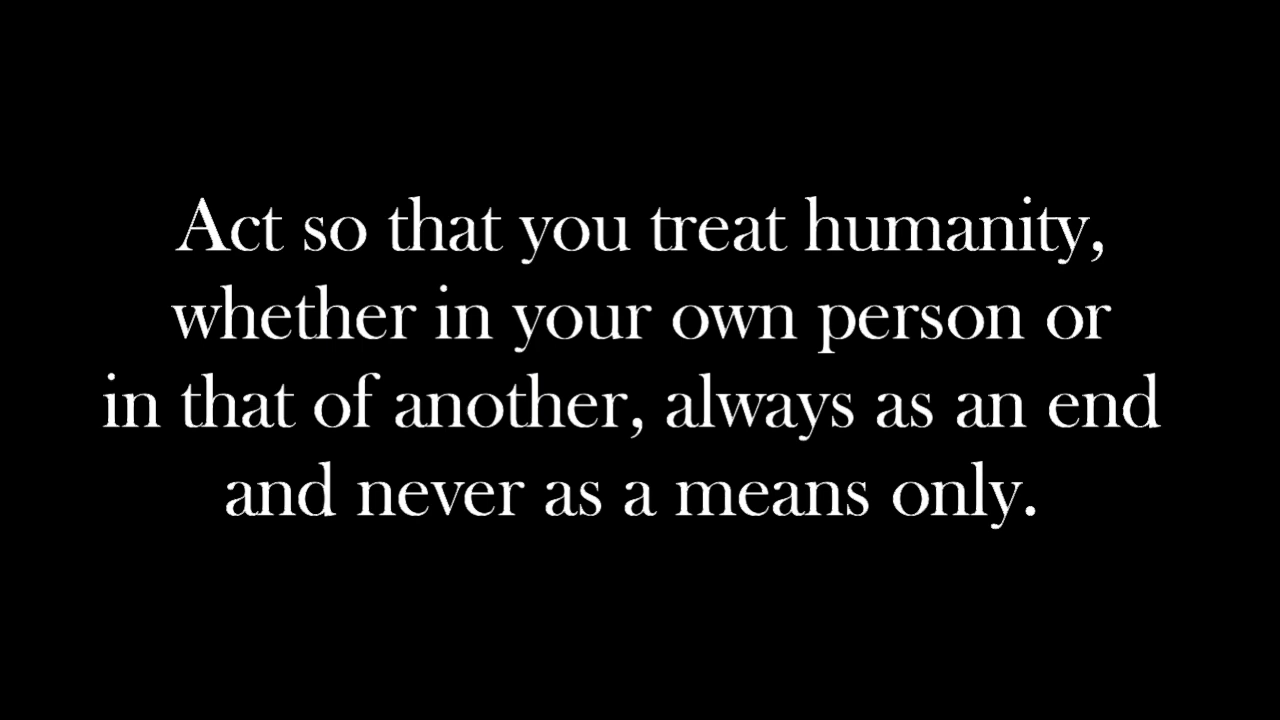 Act so that you treat humanity,
whether in your own person or
in that of another, always as an end
and never as a means only.